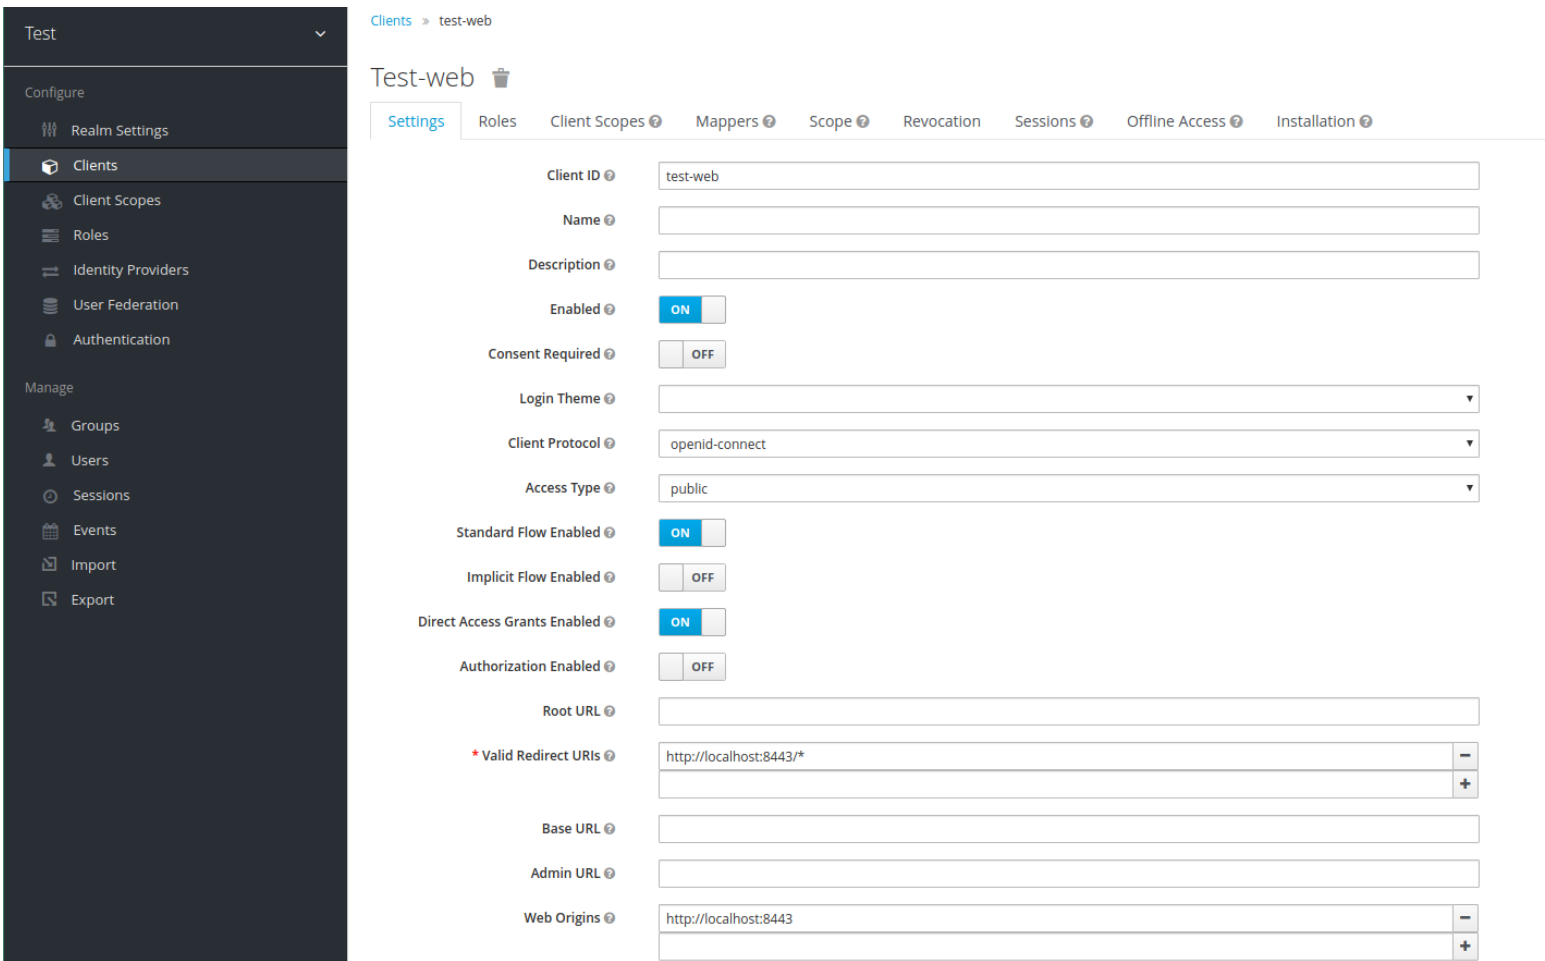 Test
Configure
Realm Settings
Clients
Client Scopes
Roles
Identity Providers
User Federation
Authentication
Manage
Groups
Users
Sessions
Events
Import
Export
Clients » test-web
Test-web
Settings Roles Client Scopes Mappers Scope Revocation Sessions Offline Access Installation
Client ID test-web
Name
Description
Enabled ON
Consent Required OFF
Login Theme
Client Protocol openid-connect
Access Type public
Standard Flow Enabled ON
Implicit Flow Enabled OFF
Direct Access Grants Enabled ON
Authorization Enabled OFF
Root URL
* Valid Redirect URIs http://localhost:8443/*
Base URL
Admin URL
Web Origins http://localhost:8443